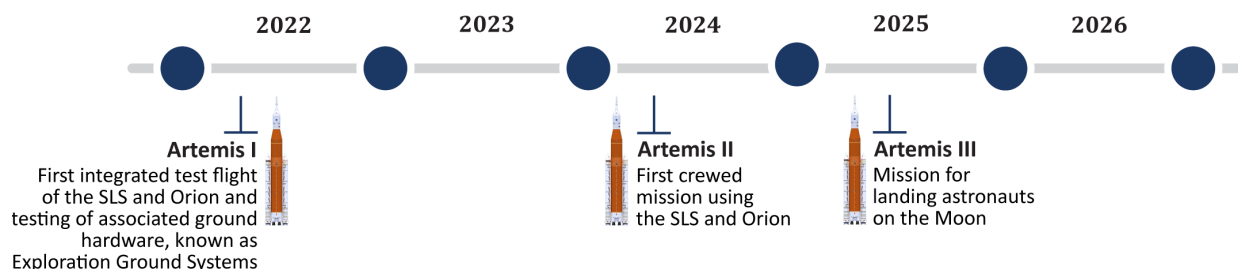 2022
2023
2024
2025
2026
Artemis I
First integrated test flight
of the SLS and Orion and
testing of associated ground
hardware, known as
Exploration Ground Systems
Artemis II
First crewed
mission using
the SLS and Orion
Artemis III
Mission for
landing astronauts
on the Moon